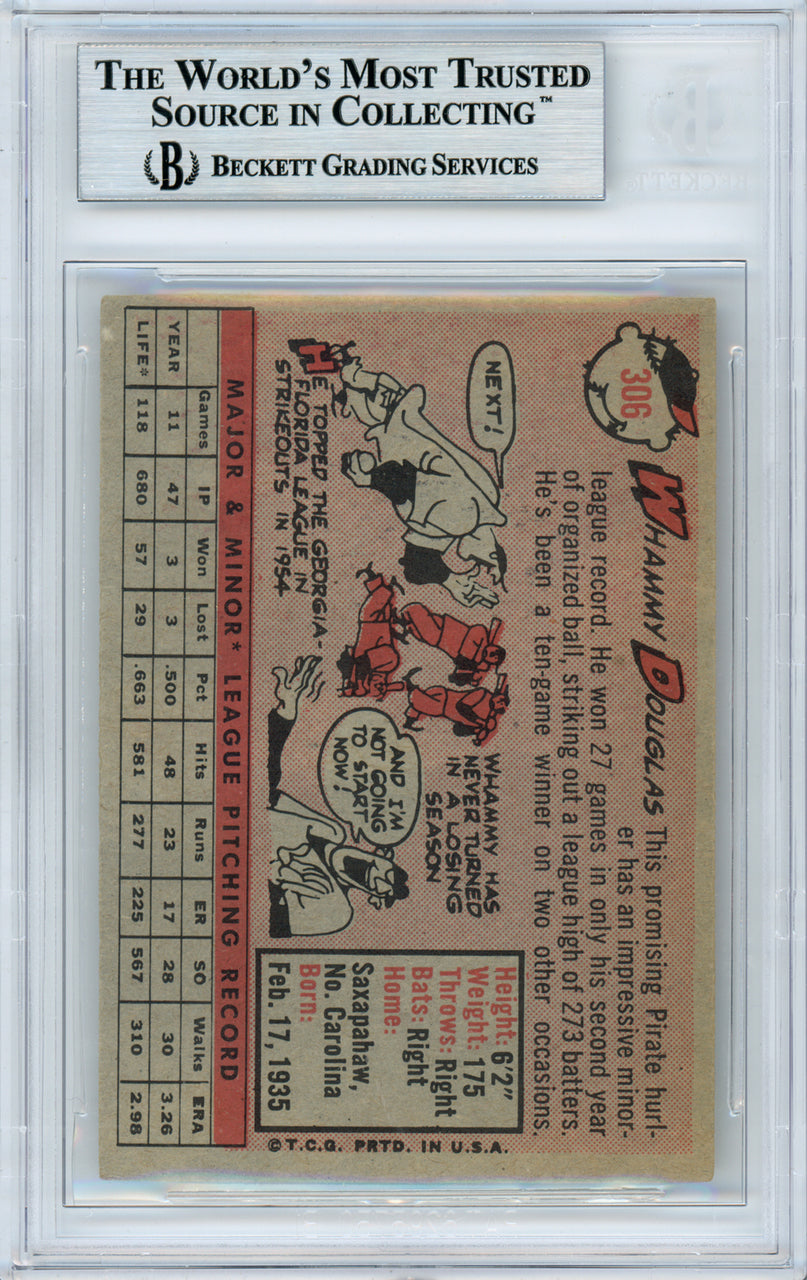 THE WORLD'S MOST TRUSTED
SOURCE IN COLLECTING™
B BECKETT GRADING SERVICES
BECKETT
306
WHAMMY DOUGLAS This promising Pirate hurl-
er has an impressive minor-
league record. He won 27 games in only his second year
of organized ball, striking out a league high of 273 batters.
He's been a ten-game winner on two other occasions.
NEXT!
HE TOPPED THE GEORGIA-
FLORIDA LEAGUE IN
STRIKEOUTS IN 1954
WHAMMY HAS
NEVER TURNED
IN A LOSING
SEASON
AND I'M
NOT GOING
TO START
NOW!
Height: 6'2"
Weight: 175
Throws: Right
Bats: Right
Home:
Saxapahaw,
No. Carolina
Born:
Feb. 17, 1935
MAJOR & MINOR* LEAGUE PITCHING RECORD
Games IP Won Lost Pct Hits Runs ER SO Walks ERA
YEAR 11 47 3 3 .500 48 23 17 28 30 3.26
LIFE* 118 680 57 29 .663 581 277 225 567 310 2.98
©T.C.G. PRTD. IN U.S.A.